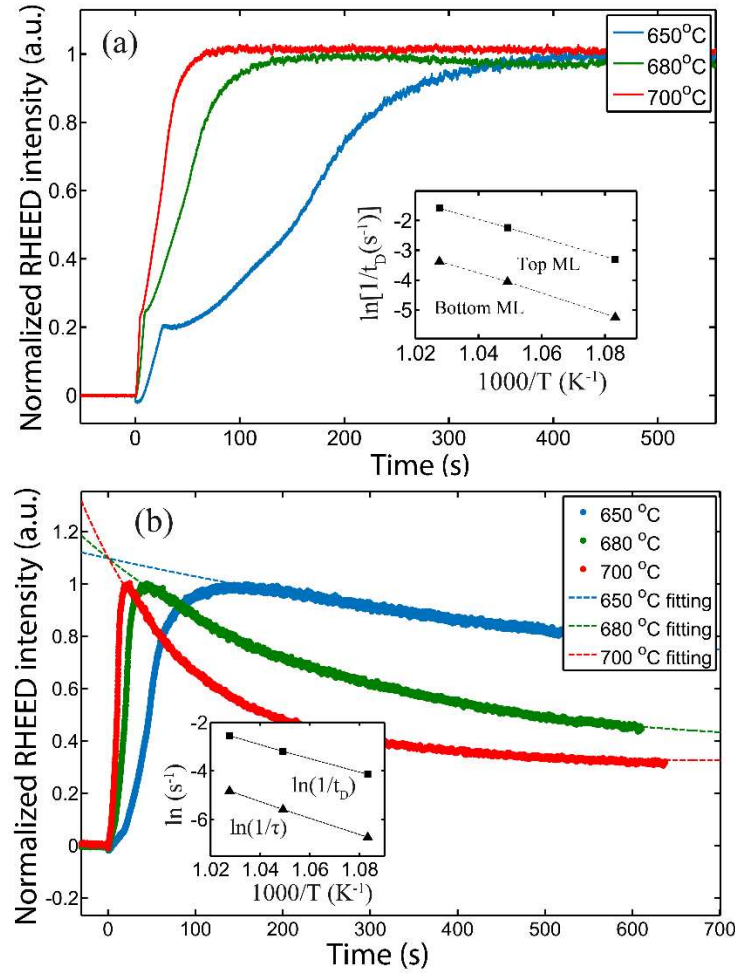 (a)
650°C
680°C
700°C
Normalized RHEED intensity (a.u.)
1
0.8
0.6
0.4
0.2
0
0 100 200 300 400 500
Time (s)
ln[1/t_D(s⁻¹)]
-2
-3
-4
-5
Top ML
Bottom ML
1.02 1.04 1.06 1.08
1000/T (K⁻¹)
(b)
650 °C
680 °C
700 °C
650 °C fitting
680 °C fitting
700 °C fitting
Normalized RHEED intensity (a.u.)
1.2
1
0.8
0.6
0.4
0.2
0
-0.2
0 100 200 300 400 500 600 700
Time (s)
ln (s⁻¹)
-2
-4
-6
ln(1/t_D)
ln(1/τ)
1.02 1.04 1.06 1.08
1000/T (K⁻¹)